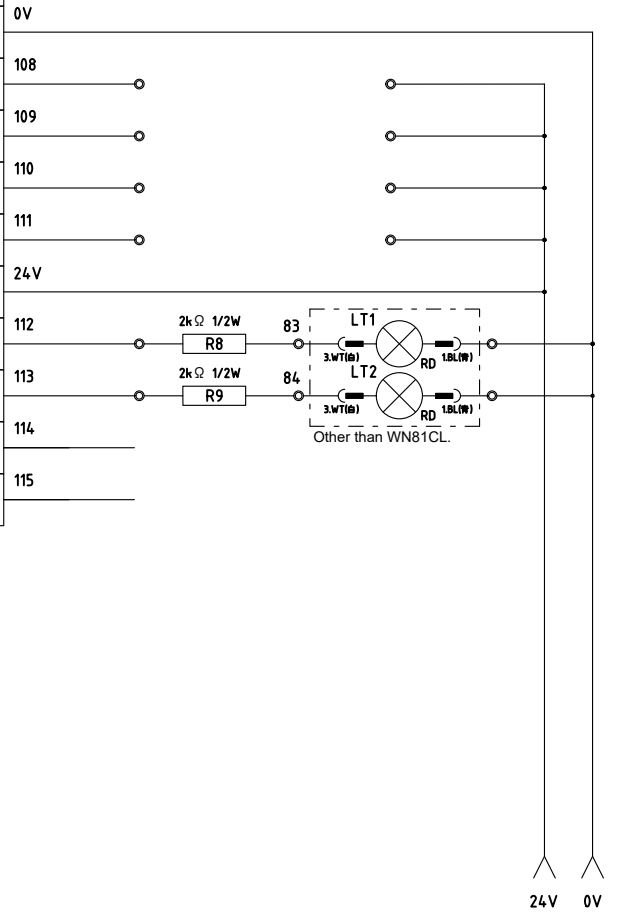 0V
108
109
110
111
24V
112
2kΩ 1/2W
R8
83
LT1
3.WT(白)
RD
1.BL(青)
113
2kΩ 1/2W
R9
84
LT2
3.WT(白)
RD
1.BL(青)
Other than WN81CL.
114
115
24V 0V